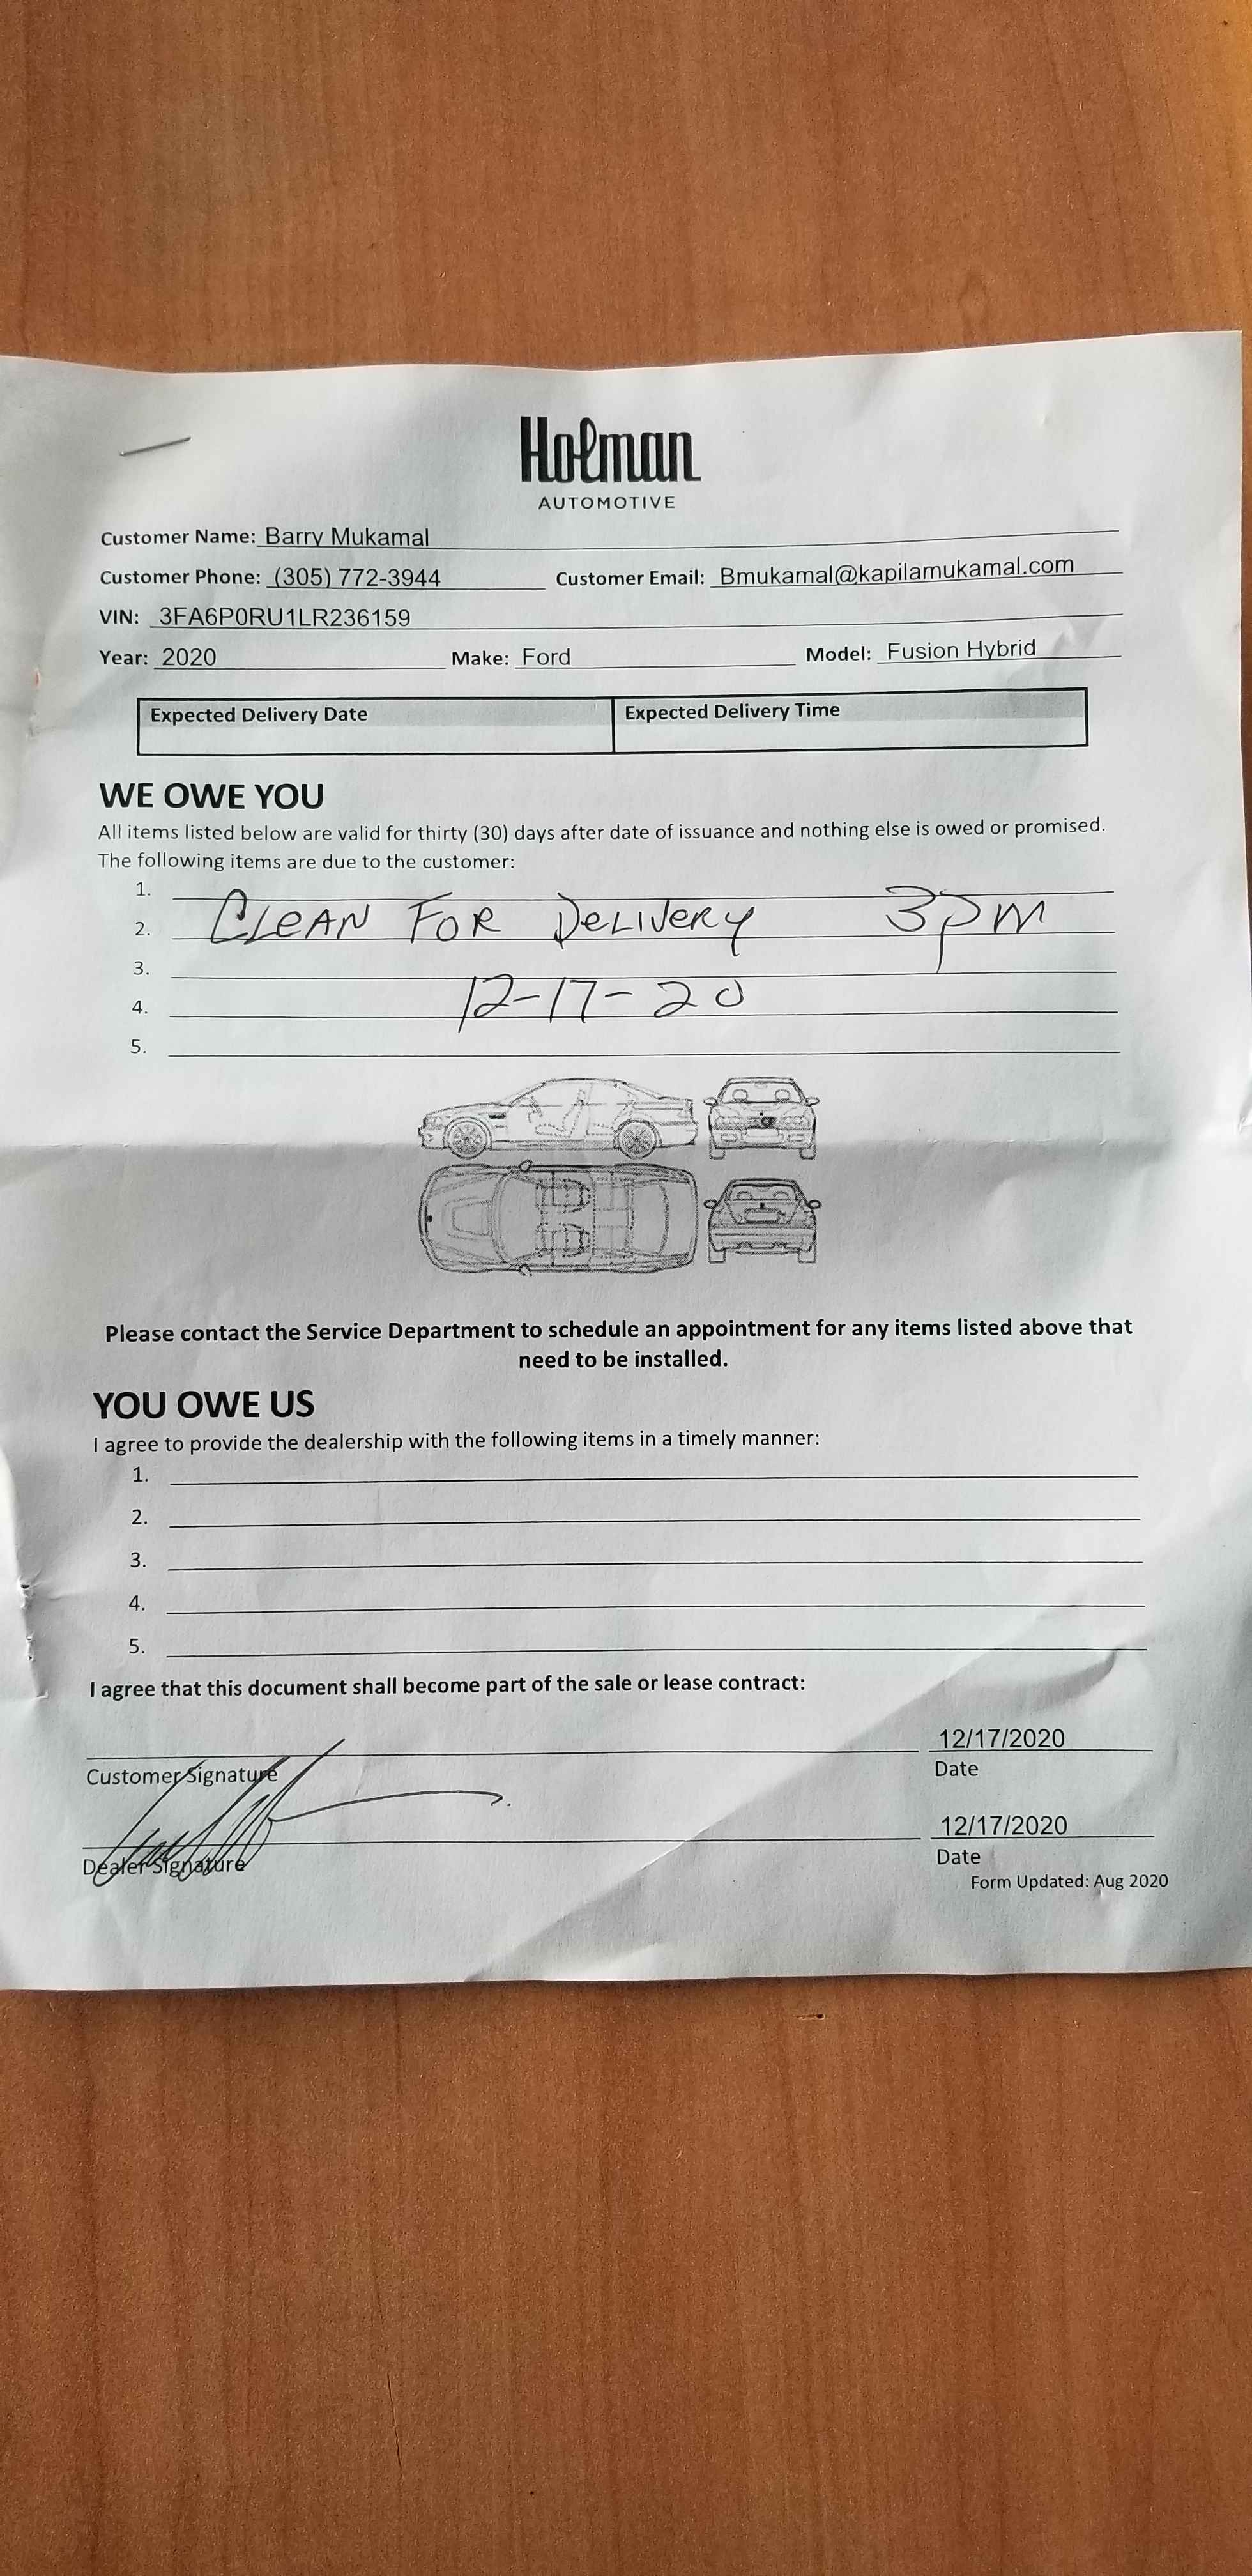 Holman
AUTOMOTIVE
Customer Name: Barry Mukamal
Customer Phone: (305) 772-3944 Customer Email: Bmukamal@kapilamukamal.com
VIN: 3FA6P0RU1LR236159
Year: 2020 Make: Ford Model: Fusion Hybrid
Expected Delivery Date Expected Delivery Time
WE OWE YOU
All items listed below are valid for thirty (30) days after date of issuance and nothing else is owed or promised.
The following items are due to the customer:
1.
2. CLEAN FOR DELIVERY 3pm
3.
4. 12-17-20
5.
Please contact the Service Department to schedule an appointment for any items listed above that
need to be installed.
YOU OWE US
I agree to provide the dealership with the following items in a timely manner:
1.
2.
3.
4.
5.
I agree that this document shall become part of the sale or lease contract:
12/17/2020
Customer Signature Date
12/17/2020
Dealer Signature Date
Form Updated: Aug 2020